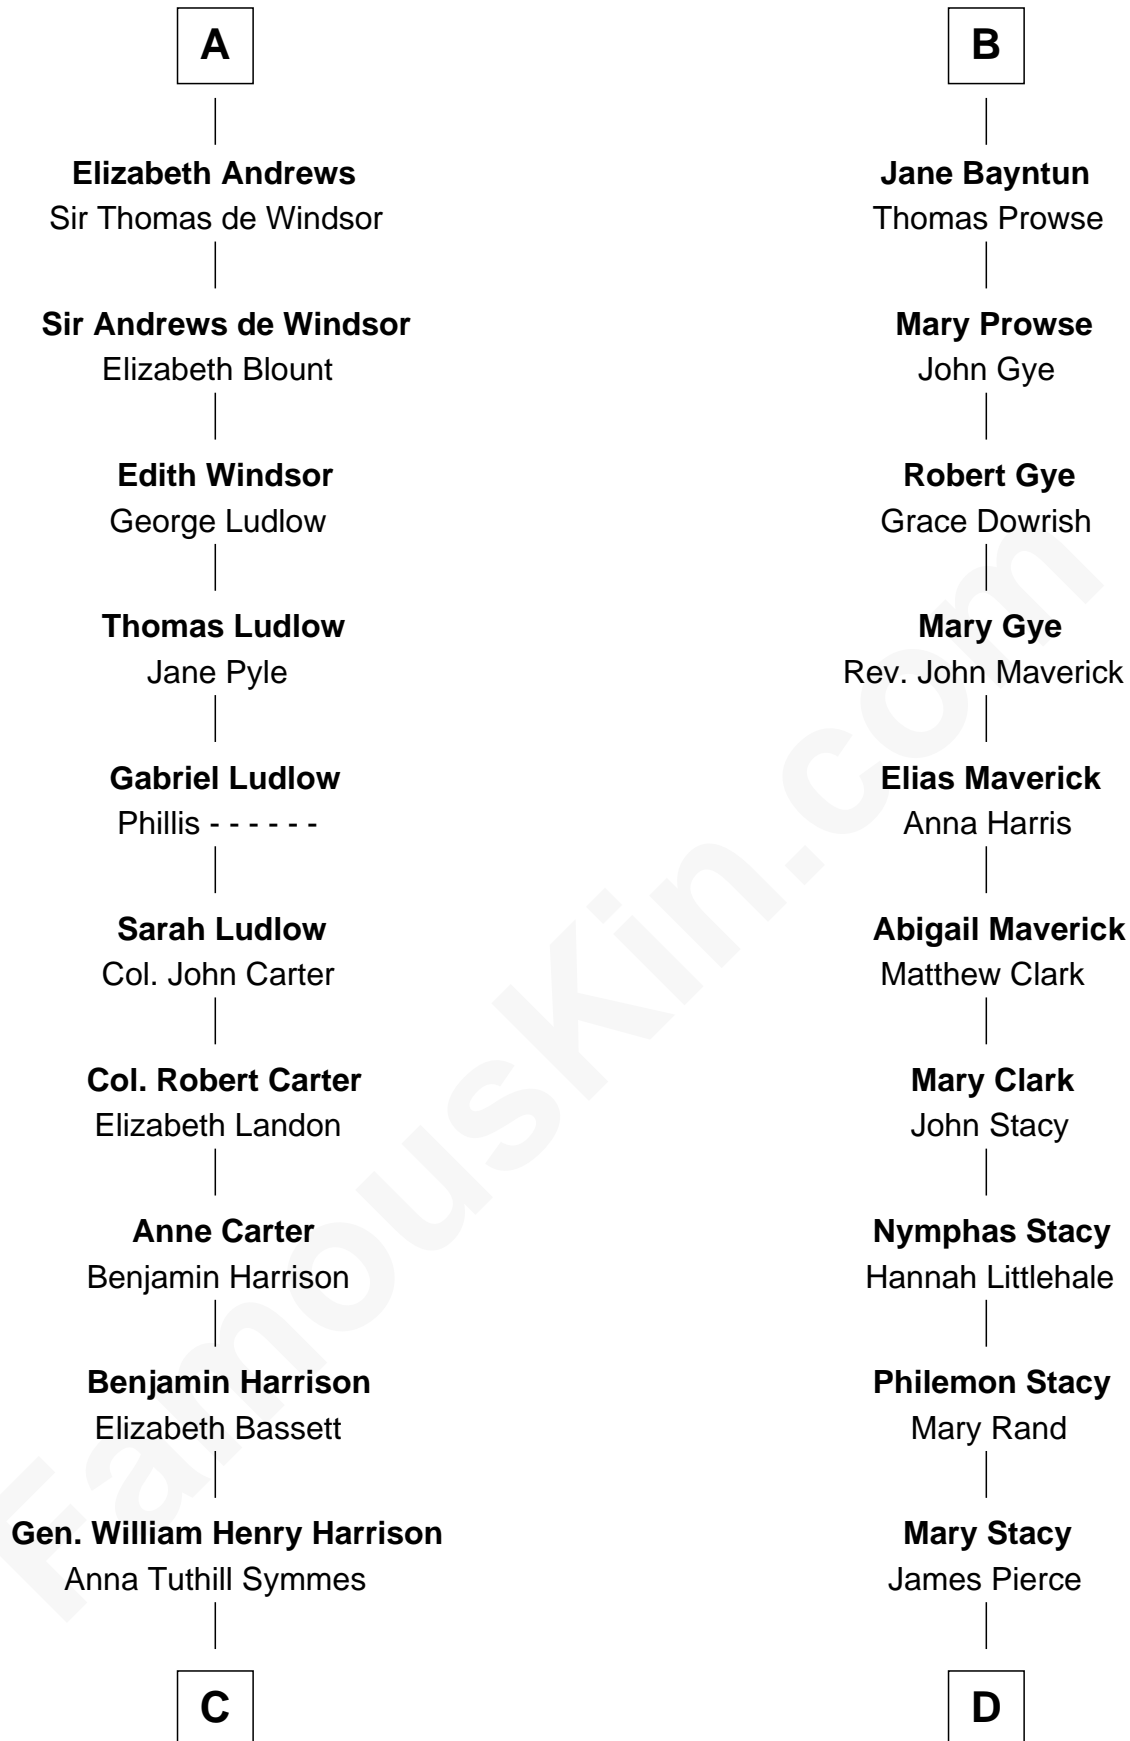 A
Elizabeth Andrews
Sir Thomas de Windsor
Sir Andrews de Windsor
Elizabeth Blount
Edith Windsor
George Ludlow
Thomas Ludlow
Jane Pyle
Gabriel Ludlow
Phillis - - - - - -
Sarah Ludlow
Col. John Carter
Col. Robert Carter
Elizabeth Landon
Anne Carter
Benjamin Harrison
Benjamin Harrison
Elizabeth Bassett
Gen. William Henry Harrison
Anna Tuthill Symmes
C
B
Jane Bayntun
Thomas Prowse
Mary Prowse
John Gye
Robert Gye
Grace Dowrish
Mary Gye
Rev. John Maverick
Elias Maverick
Anna Harris
Abigail Maverick
Matthew Clark
Mary Clark
John Stacy
Nymphas Stacy
Hannah Littlehale
Philemon Stacy
Mary Rand
Mary Stacy
James Pierce
D
FamousKin.com